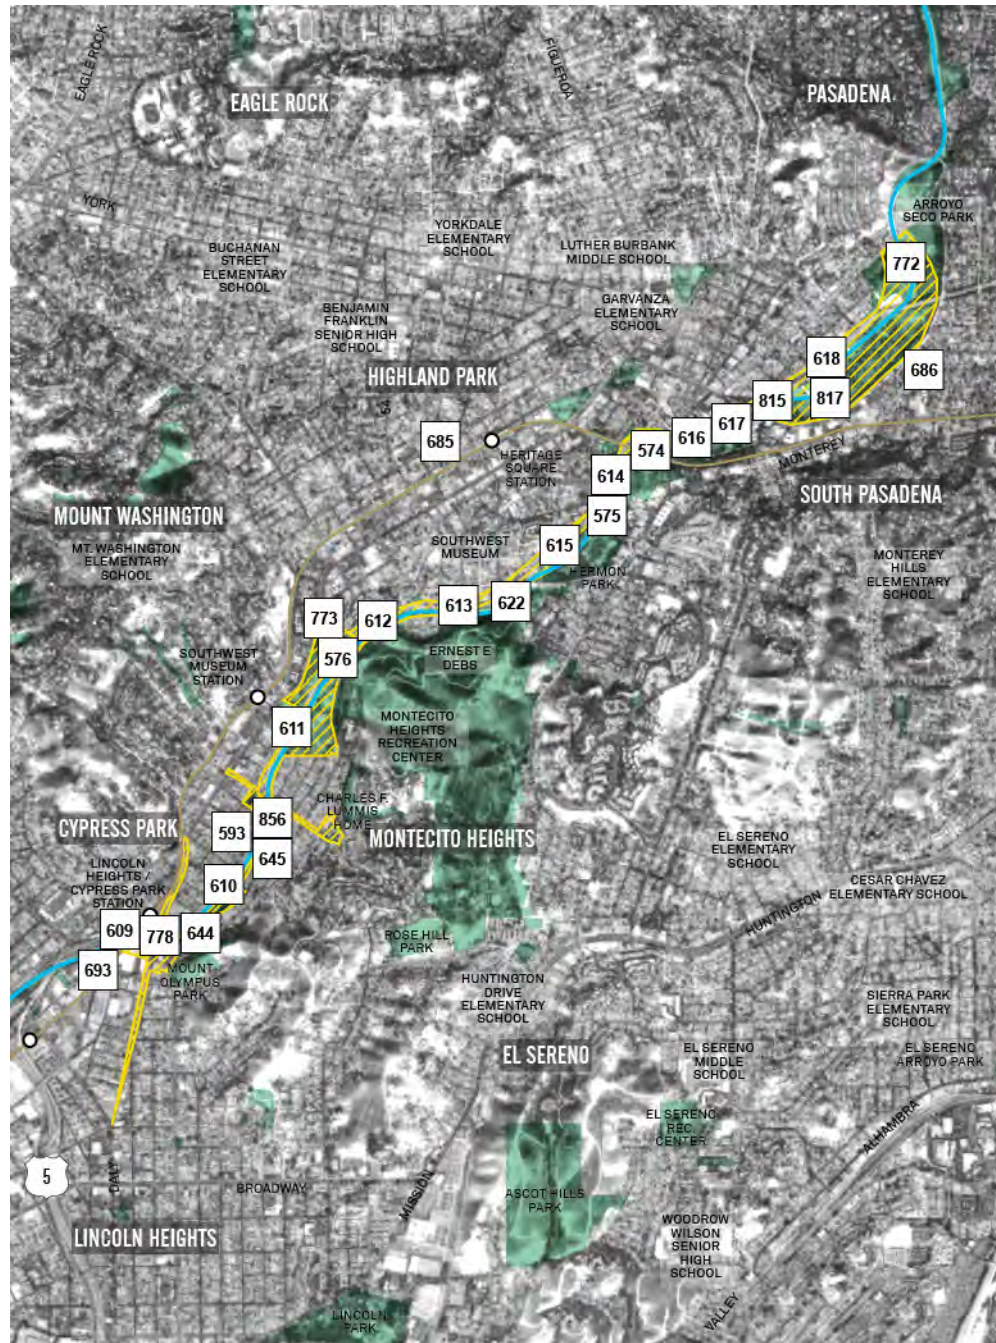 EAGLE ROCK
FIGUEROA
EAGLE ROCK
PASADENA
YORK
ARROYO
SECO PARK
YORKDALE
ELEMENTARY
SCHOOL
BUCHANAN
STREET
ELEMENTARY
SCHOOL
LUTHER BURBANK
MIDDLE SCHOOL
772
GARVANZA
ELEMENTARY
SCHOOL
BENJAMIN
FRANKLIN
SENIOR HIGH
SCHOOL
618
686
HIGHLAND PARK
815
817
54
617
616
685
574
MONTEREY
HERITAGE
SQUARE
STATION
614
SOUTH PASADENA
MOUNT WASHINGTON
575
MT. WASHINGTON
ELEMENTARY
SCHOOL
SOUTHWEST
MUSEUM
615
HERMON
PARK
MONTEREY
HILLS
ELEMENTARY
SCHOOL
773
612
613
622
SOUTHWEST
MUSEUM
STATION
576
ERNEST E
DEBS
611
MONTECITO
HEIGHTS
RECREATION
CENTER
CHARLES F.
LUMMIS
HOME
CYPRESS PARK
593
856
MONTECITO HEIGHTS
645
EL SERENO
ELEMENTARY
SCHOOL
LINCOLN
HEIGHTS /
CYPRESS PARK
STATION
610
CESAR CHAVEZ
ELEMENTARY SCHOOL
HUNTINGTON
609
778
644
ROSE HILL
PARK
693
MOUNT
OLYMPUS
PARK
HUNTINGTON
DRIVE
ELEMENTARY
SCHOOL
SIERRA PARK
ELEMENTARY
SCHOOL
EL SERENO
EL SERENO
MIDDLE
SCHOOL
EL SERENO
ARROYO PARK
EL SERENO
REC.
CENTER
ALHAMBRA
5
DALY
BROADWAY
MISSION
ASCOT HILLS
PARK
LINCOLN HEIGHTS
WOODROW
WILSON
SENIOR
HIGH
SCHOOL
VALLEY
LINCOLN
PARK